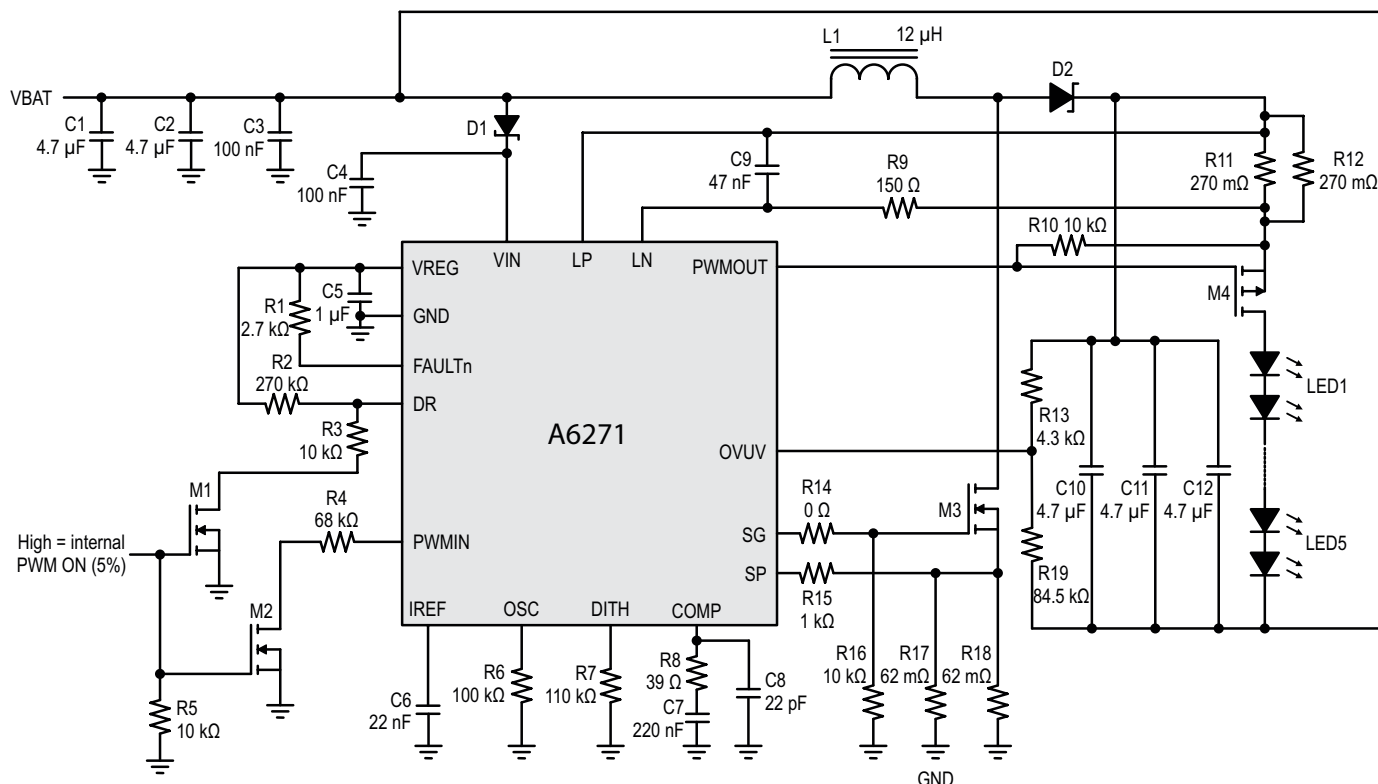 L1
12 µH
D2
VBAT
C1
4.7 µF
C2
4.7 µF
C3
100 nF
D1
C4
100 nF
C9
47 nF
R9
150 Ω
R11
270 mΩ
R12
270 mΩ
R10 10 kΩ
VREG
VIN
LP
LN
PWMOUT
M4
C5
1 µF
GND
R1
2.7 kΩ
FAULTn
R2
270 kΩ
DR
R3
10 kΩ
A6271
LED1
R13
4.3 kΩ
OVUV
C10
4.7 µF
C11
4.7 µF
C12
4.7 µF
M1
R4
68 kΩ
R14
0 Ω
M3
SG
LED5
High = internal
PWM ON (5%)
PWMIN
SP
R15
1 kΩ
R19
84.5 kΩ
M2
IREF
OSC
DITH
COMP
R5
10 kΩ
C6
22 nF
R6
100 kΩ
R7
110 kΩ
R8
39 Ω
C7
220 nF
C8
22 pF
R16
10 kΩ
R17
62 mΩ
R18
62 mΩ
GND